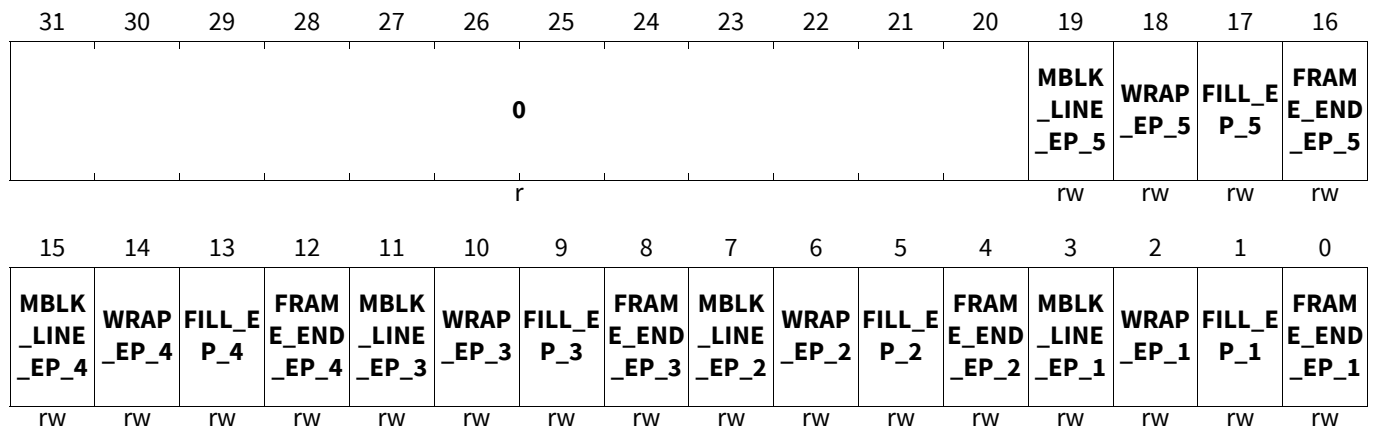 31 30 29 28 27 26 25 24 23 22 21 20 19 18 17 16
0 MBLK _LINE _EP_5 WRAP _EP_5 FILL_E P_5 FRAM E_END _EP_5
r rw rw rw rw
15 14 13 12 11 10 9 8 7 6 5 4 3 2 1 0
MBLK _LINE _EP_4 WRAP _EP_4 FILL_E P_4 FRAM E_END _EP_4 MBLK _LINE _EP_3 WRAP _EP_3 FILL_E P_3 FRAM E_END _EP_3 MBLK _LINE _EP_2 WRAP _EP_2 FILL_E P_2 FRAM E_END _EP_2 MBLK _LINE _EP_1 WRAP _EP_1 FILL_E P_1 FRAM E_END _EP_1
rw rw rw rw rw rw rw rw rw rw rw rw rw rw rw rw